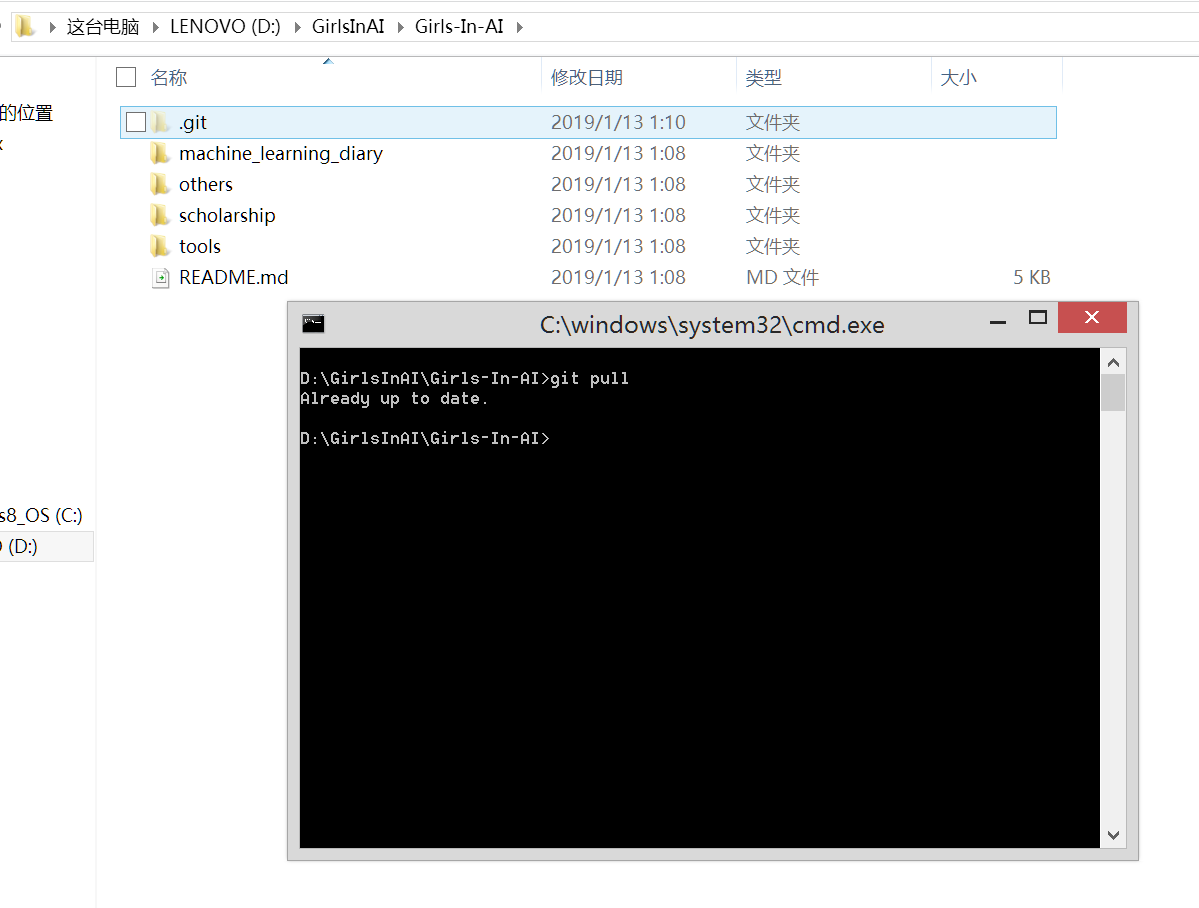 这台电脑 LENOVO (D:) GirlsInAI Girls-In-AI
名称 修改日期 类型 大小
的位置
.git 2019/1/13 1:10 文件夹
machine_learning_diary 2019/1/13 1:08 文件夹
others 2019/1/13 1:08 文件夹
scholarship 2019/1/13 1:08 文件夹
tools 2019/1/13 1:08 文件夹
README.md 2019/1/13 1:08 MD 文件 5 KB
C:\windows\system32\cmd.exe
D:\GirlsInAI\Girls-In-AI>git pull
Already up to date.
D:\GirlsInAI\Girls-In-AI>
s8_OS (C:)
(D:)